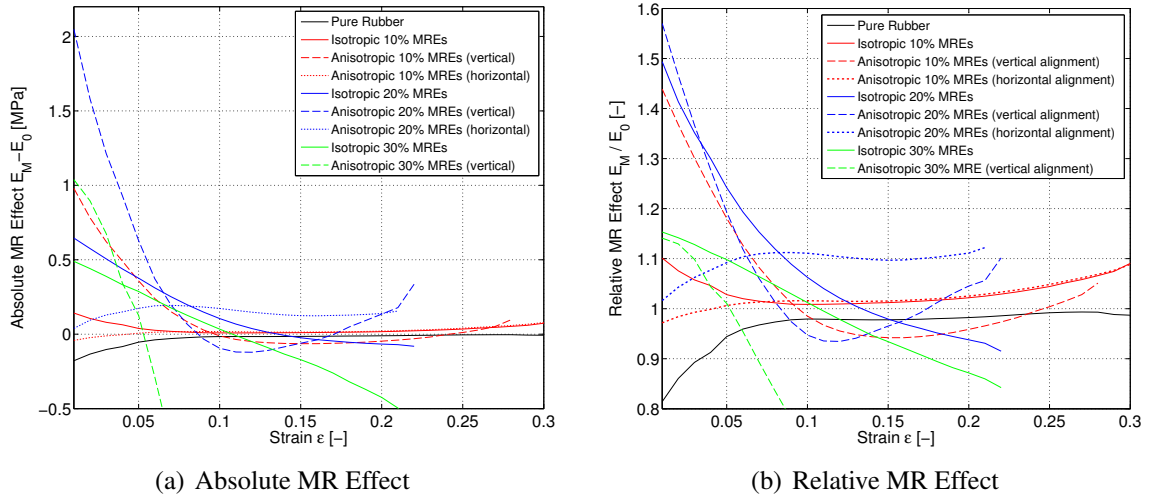 2
1.5
1
0.5
0
−0.5
Absolute MR Effect E_M−E_0 [MPa]
Pure Rubber
Isotropic 10% MREs
Anisotropic 10% MREs (vertical)
Anisotropic 10% MREs (horizontal)
Isotropic 20% MREs
Anisotropic 20% MREs (vertical)
Anisotropic 20% MREs (horizontal)
Isotropic 30% MREs
Anisotropic 30% MREs (vertical)
0.05 0.1 0.15 0.2 0.25 0.3
Strain ε [−]
(a) Absolute MR Effect
1.6
1.5
1.4
1.3
1.2
1.1
1
0.9
0.8
Relative MR Effect E_M / E_0 [−]
Pure Rubber
Isotropic 10% MREs
Anisotropic 10% MREs (vertical alignment)
Anisotropic 10% MREs (horizontal alignment)
Isotropic 20% MREs
Anisotropic 20% MREs (vertical alignment)
Anisotropic 20% MREs (horizontal alignment)
Isotropic 30% MREs
Anisotropic 30% MRE (vertical alignment)
0.05 0.1 0.15 0.2 0.25 0.3
Strain ε [−]
(b) Relative MR Effect